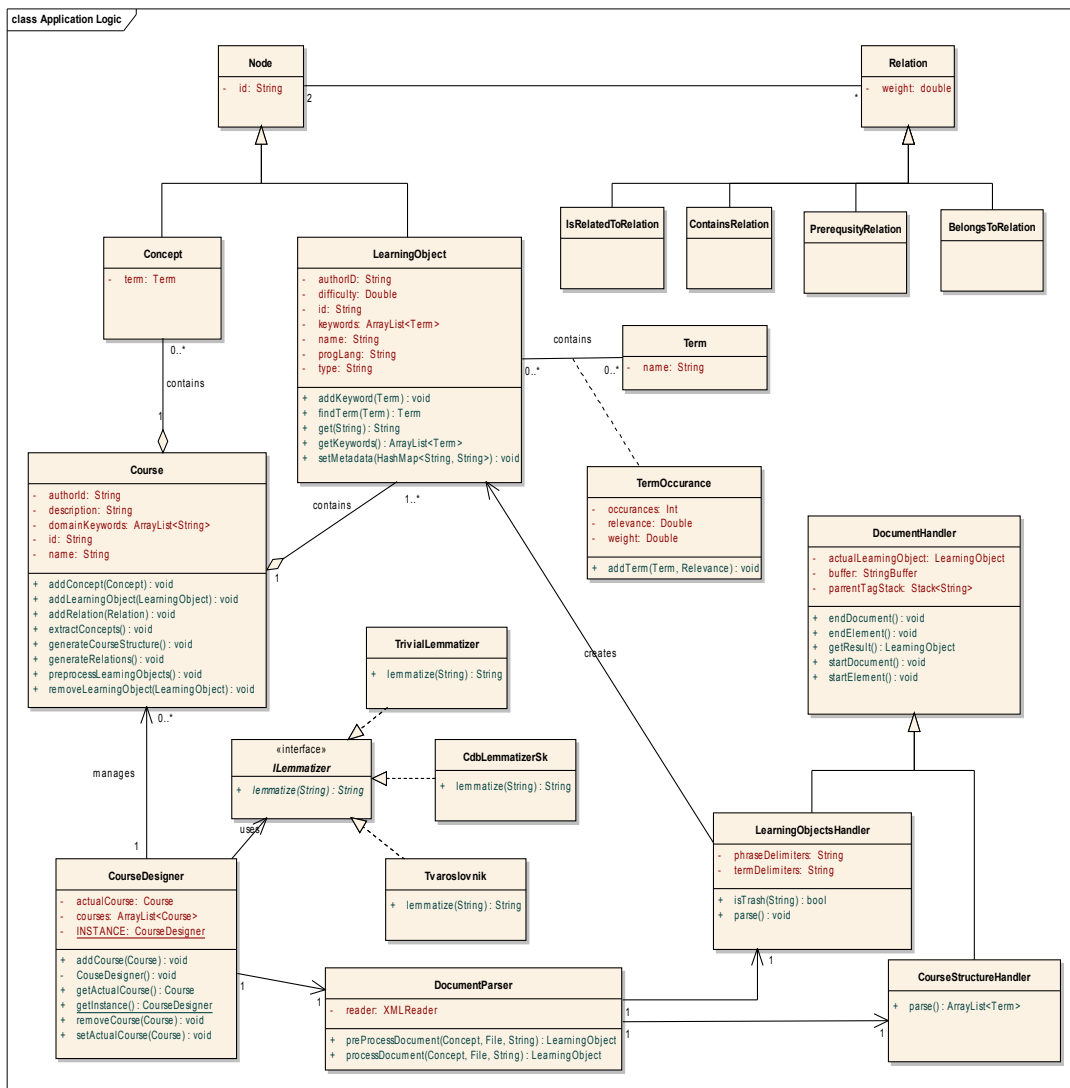 class Application Logic
Node
- id: String
Relation
- weight: double
2
*
IsRelatedToRelation
ContainsRelation
PrerequsityRelation
BelongsToRelation
Concept
- term: Term
LearningObject
- authorID: String
- difficulty: Double
- id: String
- keywords: ArrayList<Term>
- name: String
- progLang: String
- type: String
+ addKeyword(Term) : void
+ findTerm(Term) : Term
+ get(String) : String
+ getKeywords() : ArrayList<Term>
+ setMetadata(HashMap<String, String>) : void
contains
0..*
0..*
Term
- name: String
0..*
contains
1
TermOccurance
- occurances: Int
- relevance: Double
- weight: Double
+ addTerm(Term, Relevance) : void
Course
- authorId: String
- description: String
- domainKeywords: ArrayList<String>
- id: String
- name: String
+ addConcept(Concept) : void
+ addLearningObject(LearningObject) : void
+ addRelation(Relation) : void
+ extractConcepts() : void
+ generateCourseStructure() : void
+ generateRelations() : void
+ preprocessLearningObjects() : void
+ removeLearningObject(LearningObject) : void
contains
1..*
1
DocumentHandler
- actualLearningObject: LearningObject
- buffer: StringBuffer
- parrentTagStack: Stack<String>
+ endDocument() : void
+ endElement() : void
+ getResult() : LearningObject
+ startDocument() : void
+ startElement() : void
creates
TrivialLemmatizer
+ lemmatize(String) : String
0..*
manages
1
«interface»
ILemmatizer
+ lemmatize(String) : String
CdbLemmatizerSk
+ lemmatize(String) : String
uses
Tvaroslovnik
+ lemmatize(String) : String
LearningObjectsHandler
- phraseDelimiters: String
- termDelimiters: String
+ isTrash(String) : bool
+ parse() : void
CourseDesigner
- actualCourse: Course
- courses: ArrayList<Course>
- INSTANCE: CourseDesigner
+ addCourse(Course) : void
- CouseDesigner() : void
+ getActualCourse() : Course
+ getInstance() : CourseDesigner
+ removeCourse(Course) : void
+ setActualCourse(Course) : void
1
1
DocumentParser
- reader: XMLReader
+ preProcessDocument(Concept, File, String) : LearningObject
+ processDocument(Concept, File, String) : LearningObject
1
1
1
1
CourseStructureHandler
+ parse() : ArrayList<Term>